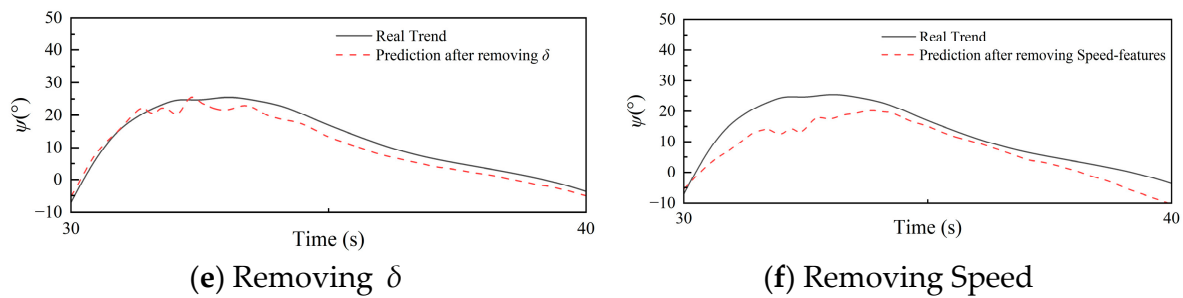 50
40
30
20
10
0
−10
ψ(°)
Real Trend
Prediction after removing δ
30
40
Time (s)
(e) Removing δ
50
40
30
20
10
0
−10
ψ(°)
Real Trend
Prediction after removing Speed-features
30
40
Time (s)
(f) Removing Speed